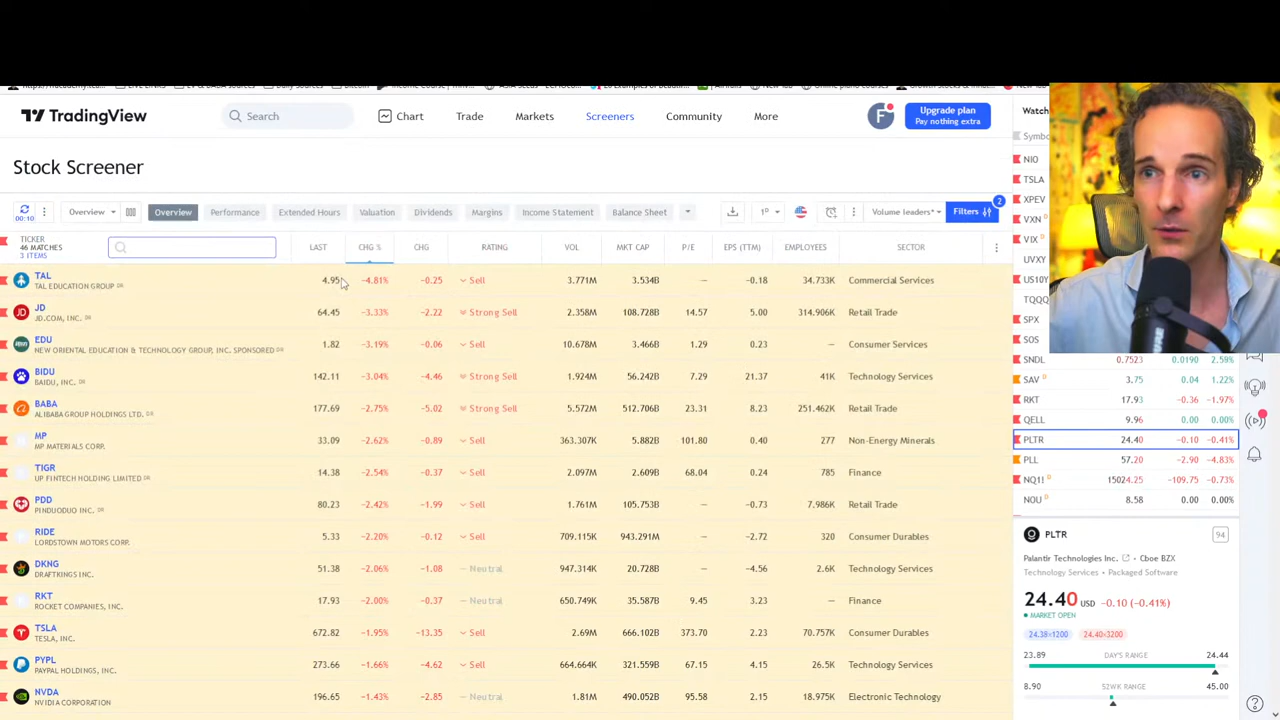 TradingView
Search
Chart
Trade
Markets
Screeners
Community
More
F
Upgrade plan
Pay nothing extra
Stock Screener
00:10
Overview
Overview
Performance
Extended Hours
Valuation
Dividends
Margins
Income Statement
Balance Sheet
1D
Volume leaders*
Filters
2
TICKER
46 MATCHES
3 ITEMS
LAST CHG % CHG RATING VOL MKT CAP P/E EPS (TTM) EMPLOYEES SECTOR
TAL 4.95 −4.81% −0.25 Sell 3.771M 3.534B — −0.18 34.733K Commercial Services
TAL EDUCATION GROUP
JD 64.45 −3.33% −2.22 Strong Sell 2.358M 108.728B 14.57 5.00 314.906K Retail Trade
JD.COM, INC.
EDU 1.82 −3.19% −0.06 Sell 10.678M 3.466B 1.29 0.23 — Consumer Services
NEW ORIENTAL EDUCATION & TECHNOLOGY GROUP, INC. SPONSORED
BIDU 142.11 −3.04% −4.46 Strong Sell 1.924M 56.242B 7.29 21.37 41K Technology Services
BAIDU, INC.
BABA 177.69 −2.75% −5.02 Strong Sell 5.572M 512.706B 23.31 8.23 251.462K Retail Trade
ALIBABA GROUP HOLDINGS LTD.
MP 33.09 −2.62% −0.89 Sell 363.307K 5.882B 101.80 0.40 277 Non-Energy Minerals
MP MATERIALS CORP.
TIGR 14.38 −2.54% −0.37 Sell 2.097M 2.609B 68.04 0.24 785 Finance
UP FINTECH HOLDING LIMITED
PDD 80.23 −2.42% −1.99 Sell 1.761M 105.753B — −0.73 7.986K Retail Trade
PINDUODUO INC.
RIDE 5.33 −2.20% −0.12 Sell 709.115K 943.291M — −2.72 320 Consumer Durables
LORDSTOWN MOTORS CORP.
DKNG 51.38 −2.06% −1.08 Neutral 947.314K 20.728B — −4.56 2.6K Technology Services
DRAFTKINGS INC.
RKT 17.93 −2.00% −0.37 Neutral 650.749K 35.587B 9.45 3.23 — Finance
ROCKET COMPANIES, INC.
TSLA 672.82 −1.95% −13.35 Sell 2.69M 666.102B 373.70 2.23 70.757K Consumer Durables
TESLA, INC.
PYPL 273.66 −1.66% −4.62 Sell 664.664K 321.559B 67.15 4.15 26.5K Technology Services
PAYPAL HOLDINGS, INC.
NVDA 196.65 −1.43% −2.85 Neutral 1.81M 490.052B 95.58 2.15 18.975K Electronic Technology
NVIDIA CORPORATION
Watch
Symbo
NIO
TSLA
XPEV
VXN
VIX
UVXY
US10Y
TQQQ
SPX
SOS
SNDL 0.7523 0.0190 2.59%
SAV 3.75 0.04 1.22%
RKT 17.93 −0.36 −1.97%
QELL 9.96 0.00 0.00%
PLTR 24.40 −0.10 −0.41%
PLL 57.20 −2.90 −4.83%
NQ1! 15024.25 −109.75 −0.73%
NOU 8.58 0.00 0.00%
PLTR 94
Palantir Technologies Inc. • Cboe BZX
Technology Services • Packaged Software
24.40 USD −0.10 (−0.41%)
MARKET OPEN
24.38×1200 24.40×3200
23.89 DAY'S RANGE 24.44
8.90 52WK RANGE 45.00